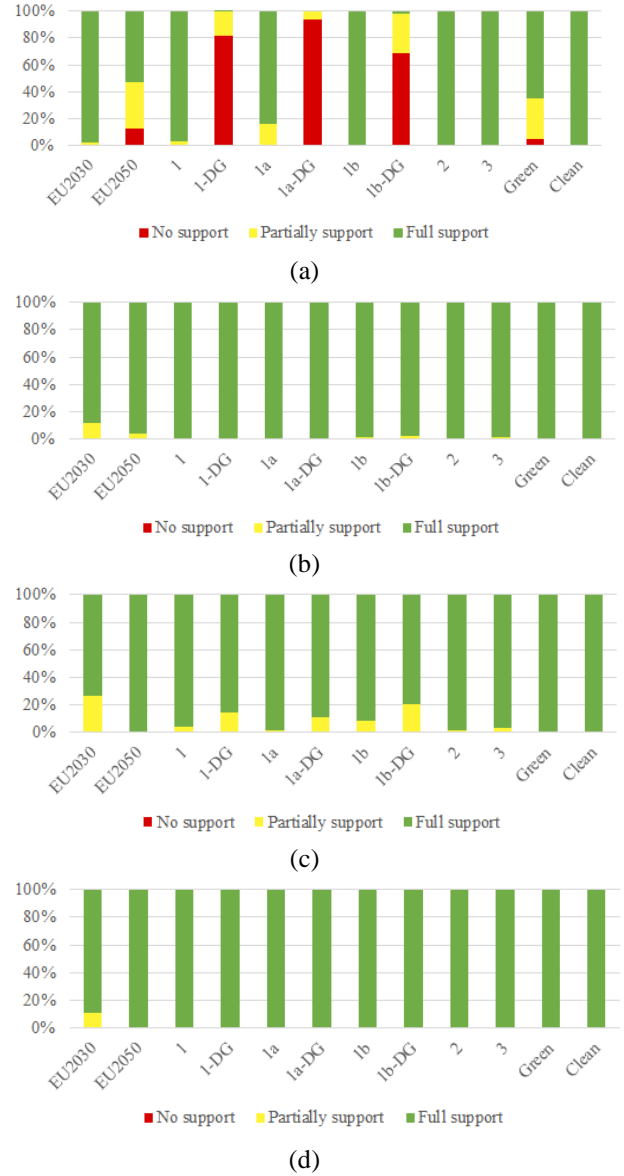 100%
80%
60%
40%
20%
0%
EU2030 EU2050 1 1-DG 1a 1a-DG 1b 1b-DG 2 3 Green Clean
No support Partially support Full support
(a)
100%
80%
60%
40%
20%
0%
EU2030 EU2050 1 1-DG 1a 1a-DG 1b 1b-DG 2 3 Green Clean
No support Partially support Full support
(b)
100%
80%
60%
40%
20%
0%
EU2030 EU2050 1 1-DG 1a 1a-DG 1b 1b-DG 2 3 Green Clean
No support Partially support Full support
(c)
100%
80%
60%
40%
20%
0%
EU2030 EU2050 1 1-DG 1a 1a-DG 1b 1b-DG 2 3 Green Clean
No support Partially support Full support
(d)